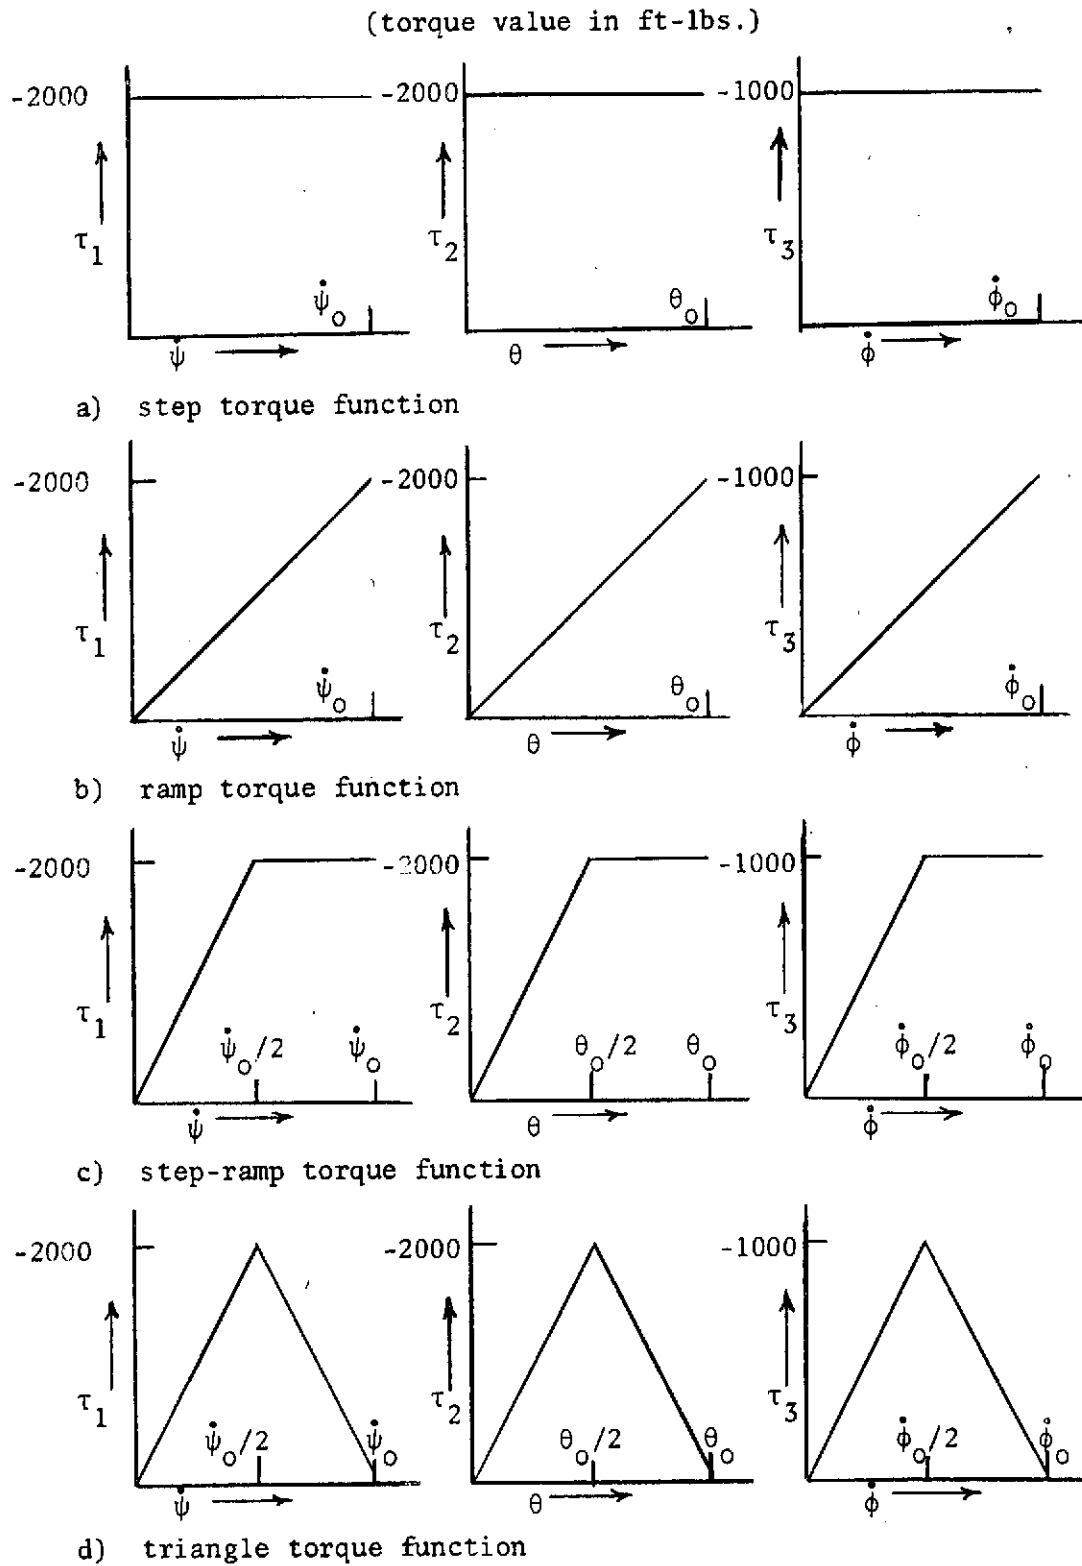 (torque value in ft-lbs.)
-2000 -2000 -1000
τ1 τ2 τ3
ψ̇o θo φ̇o
ψ̇ θ φ̇
a) step torque function
-2000 -2000 -1000
τ1 τ2 τ3
ψ̇o θo φ̇o
ψ̇ θ φ̇
b) ramp torque function
-2000 -2000 -1000
τ1 τ2 τ3
ψ̇o/2 ψ̇o θo/2 θo φ̇o/2 φ̇o
ψ̇ θ φ̇
c) step-ramp torque function
-2000 -2000 -1000
τ1 τ2 τ3
ψ̇o/2 ψ̇o θo/2 θo φ̇o/2 φ̇o
ψ̇ θ φ̇
d) triangle torque function